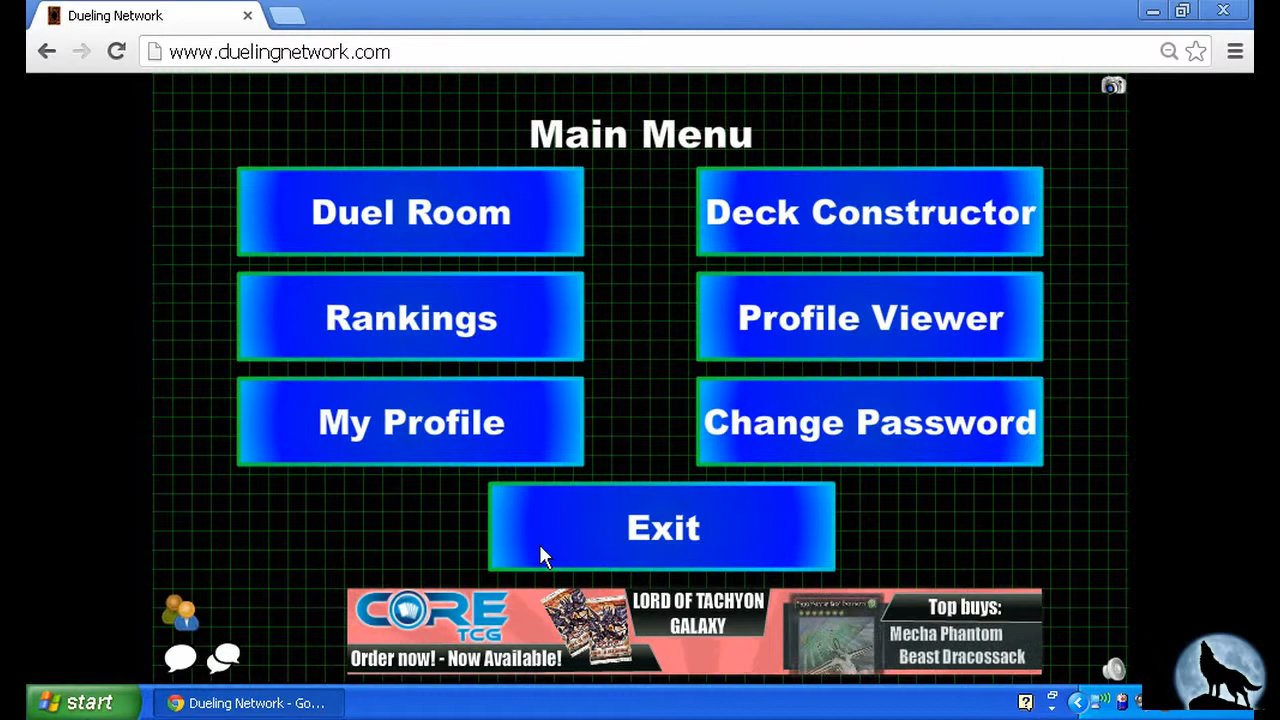 Dueling Network
www.duelingnetwork.com
Main Menu
Duel Room
Deck Constructor
Rankings
Profile Viewer
My Profile
Change Password
Exit
CORE
TCG
Order now! - Now Available!
LORD OF TACHYON
GALAXY
Top buys:
Mecha Phantom
Beast Dracossack
start
Dueling Network - Go...